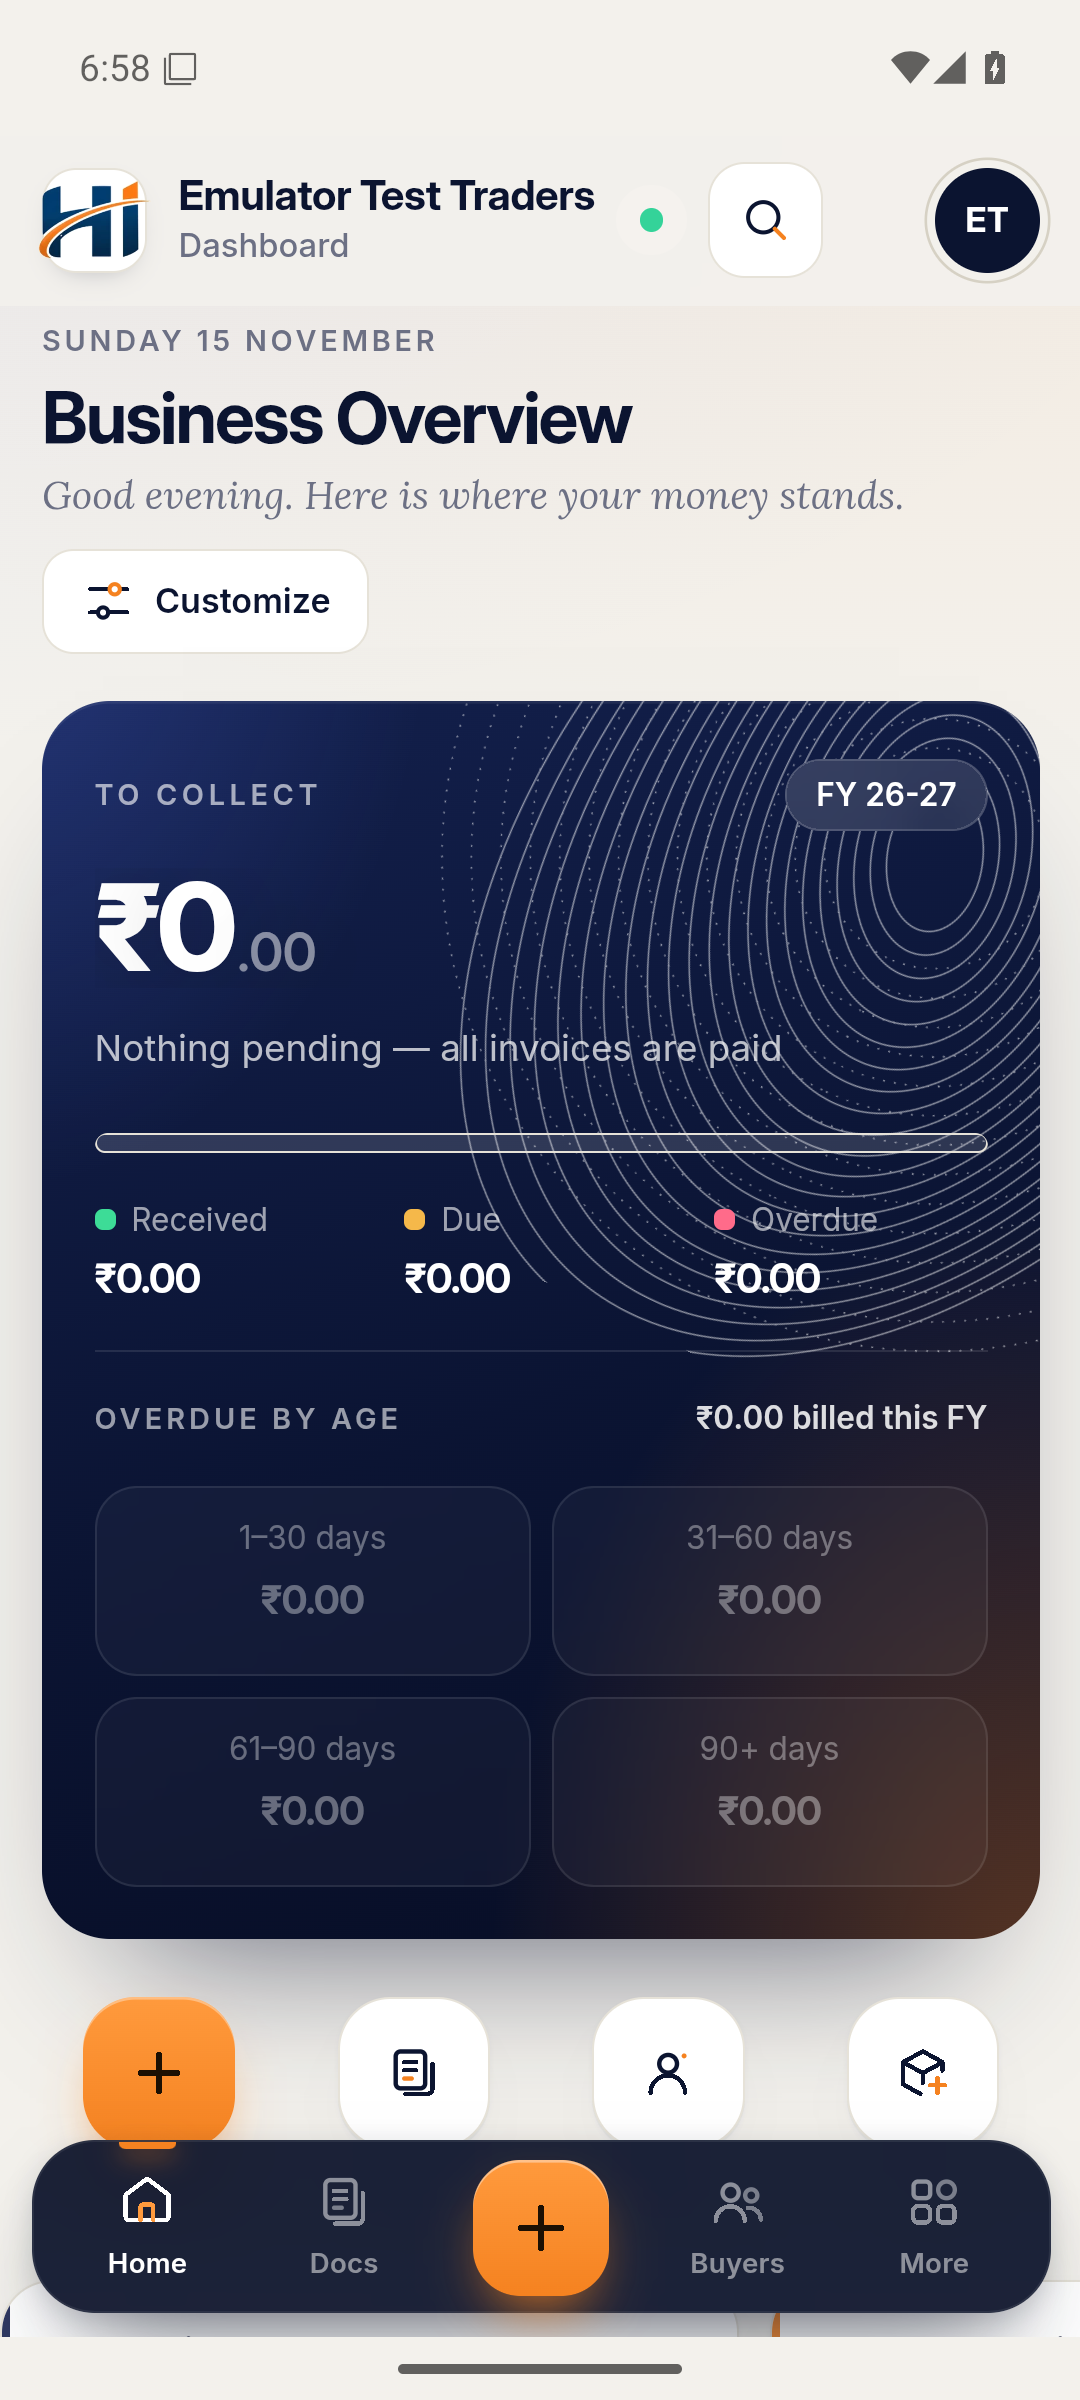 6:58
Hi
Emulator Test Traders
Dashboard
ET
SUNDAY 15 NOVEMBER
Business Overview
Good evening. Here is where your money stands.
Customize
TO COLLECT
FY 26-27
₹0.00
Nothing pending — all invoices are paid
Received
Due
Overdue
₹0.00
₹0.00
₹0.00
OVERDUE BY AGE
₹0.00 billed this FY
1–30 days
31–60 days
₹0.00
₹0.00
61–90 days
90+ days
₹0.00
₹0.00
Home
Docs
Buyers
More